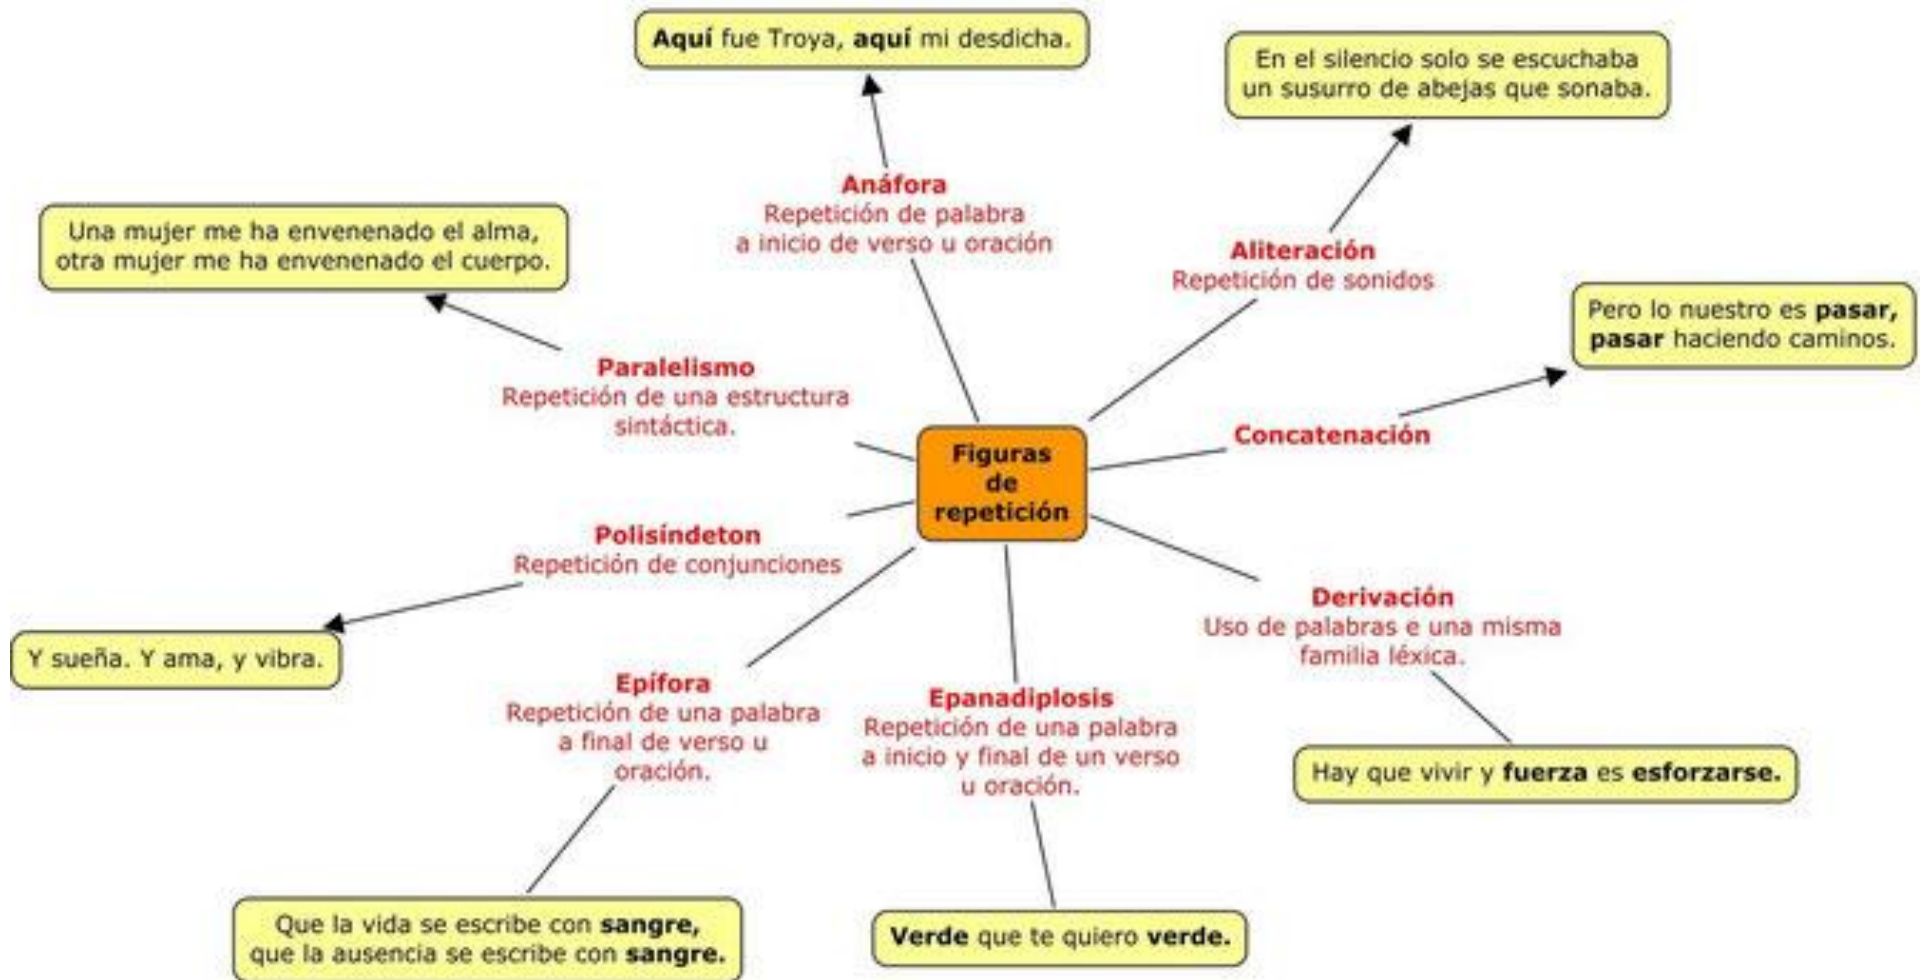 Aquí fue Troya, aquí mi desdicha.
En el silencio solo se escuchaba
un susurro de abejas que sonaba.
Anáfora
Repetición de palabra
a inicio de verso u oración
Una mujer me ha envenenado el alma,
otra mujer me ha envenenado el cuerpo.
Aliteración
Repetición de sonidos
Pero lo nuestro es pasar,
pasar haciendo caminos.
Paralelismo
Repetición de una estructura
sintáctica.
Concatenación
Figuras
de
repetición
Polisíndeton
Repetición de conjunciones
Derivación
Uso de palabras e una misma
familia léxica.
Y sueña. Y ama, y vibra.
Epífora
Repetición de una palabra
a final de verso u
oración.
Epanadiplosis
Repetición de una palabra
a inicio y final de un verso
u oración.
Hay que vivir y fuerza es esforzarse.
Que la vida se escribe con sangre,
que la ausencia se escribe con sangre.
Verde que te quiero verde.